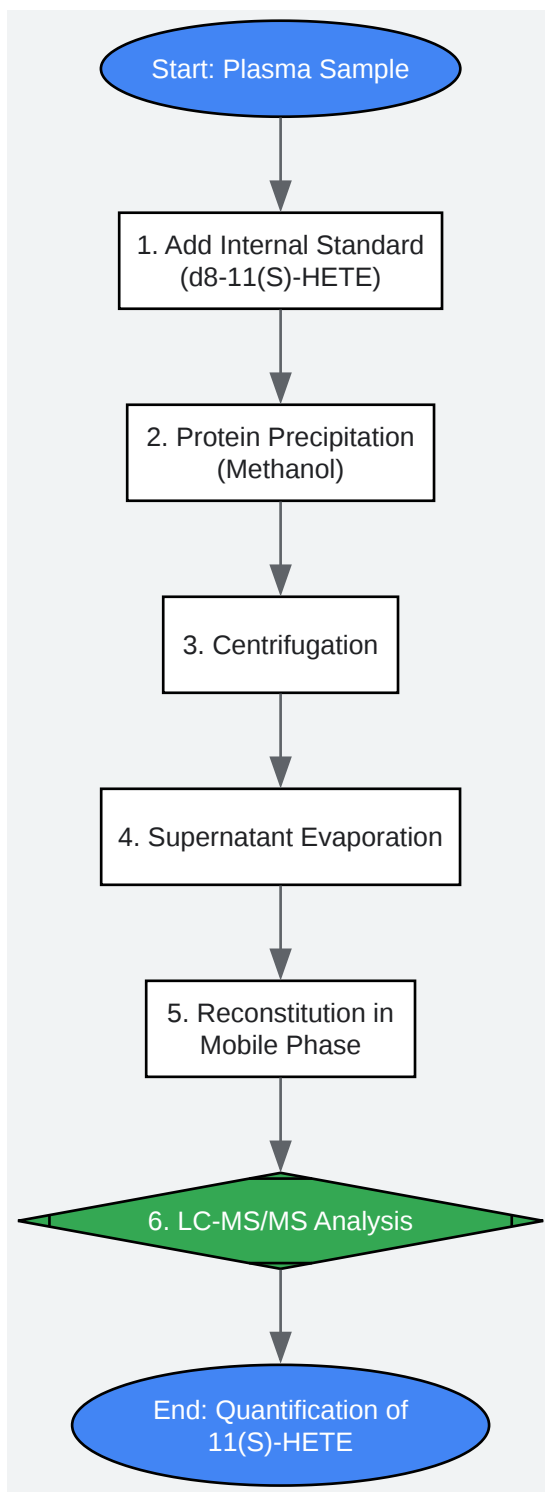 Start: Plasma Sample
1. Add Internal Standard
(d8-11(S)-HETE)
2. Protein Precipitation
(Methanol)
3. Centrifugation
4. Supernatant Evaporation
5. Reconstitution in
Mobile Phase
6. LC-MS/MS Analysis
End: Quantification of
11(S)-HETE